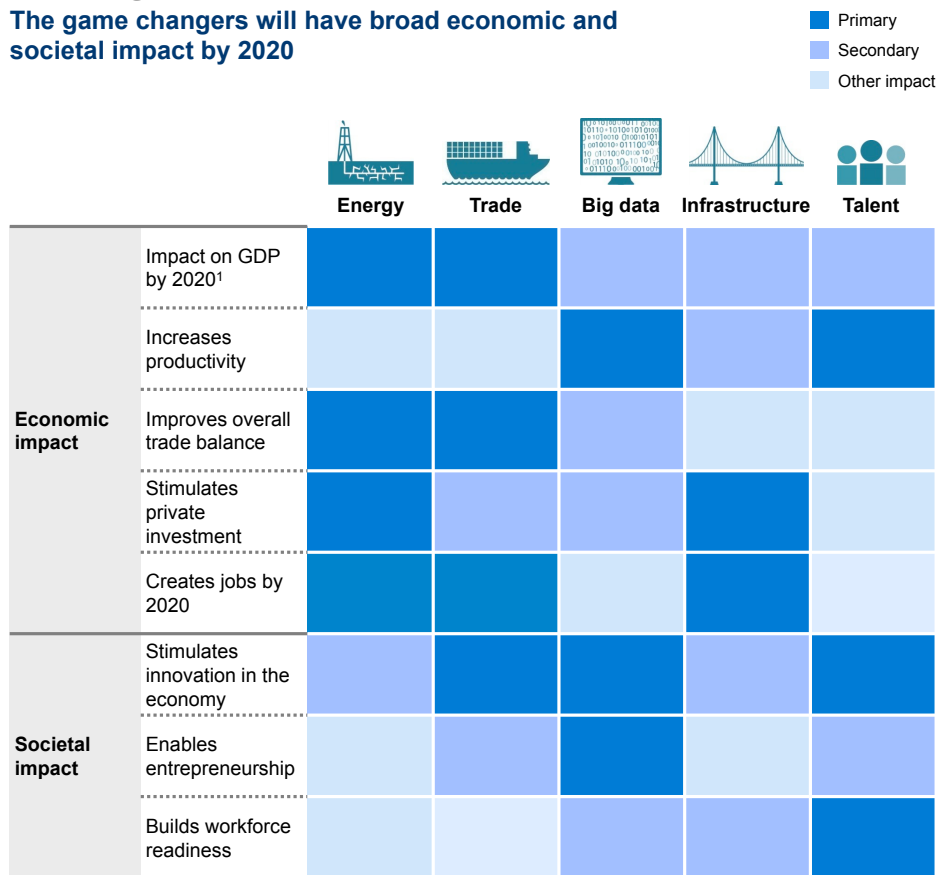 The game changers will have broad economic and
societal impact by 2020
Primary
Secondary
Other impact
Energy
Trade
Big data
Infrastructure
Talent
Economic
impact
Impact on GDP
by 2020¹
Increases
productivity
Improves overall
trade balance
Stimulates
private
investment
Creates jobs by
2020
Societal
impact
Stimulates
innovation in the
economy
Enables
entrepreneurship
Builds workforce
readiness